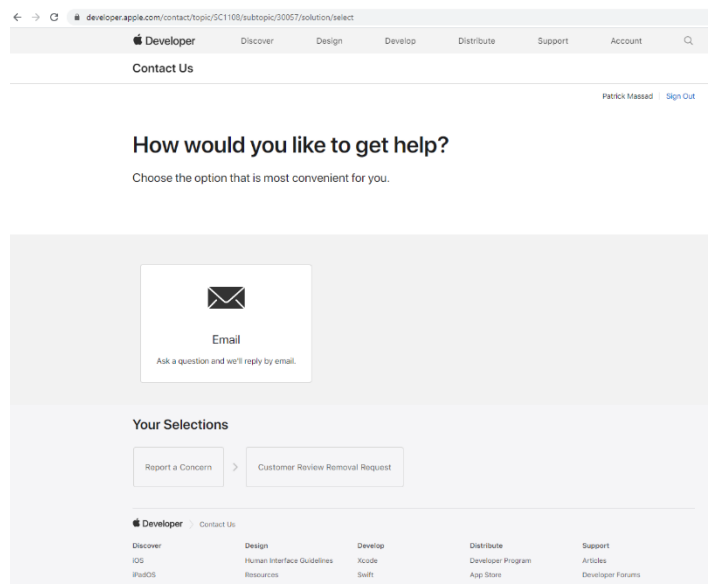 developer.apple.com/contact/topic/SC1108/subtopic/30057/solution/select
Developer Discover Design Develop Distribute Support Account
Contact Us
Patrick Massad Sign Out
How would you like to get help?
Choose the option that is most convenient for you.
Email
Ask a question and we'll reply by email.
Your Selections
Report a Concern Customer Review Removal Request
Developer Contact Us
Discover Design Develop Distribute Support
iOS Human Interface Guidelines Xcode Developer Program Articles
iPadOS Resources Swift App Store Developer Forums